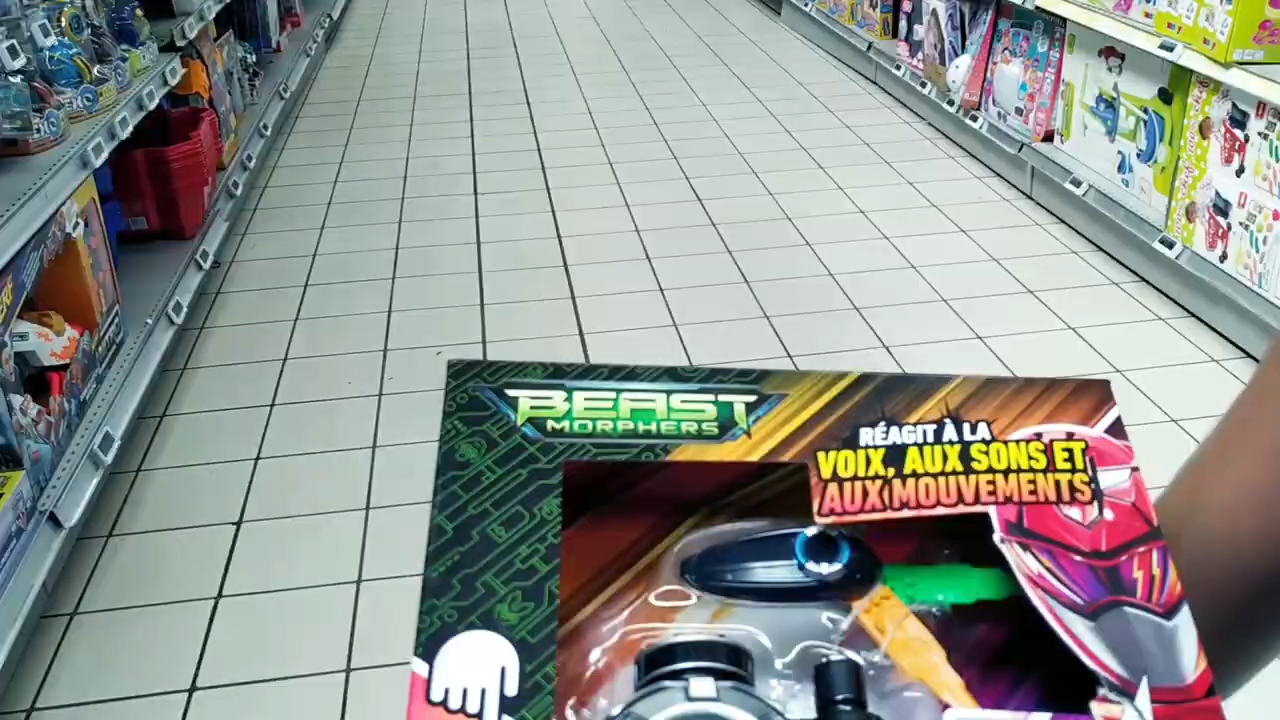 BEAST
MORPHERS
RÉAGIT À LA
VOIX, AUX SONS ET
AUX MOUVEMENTS